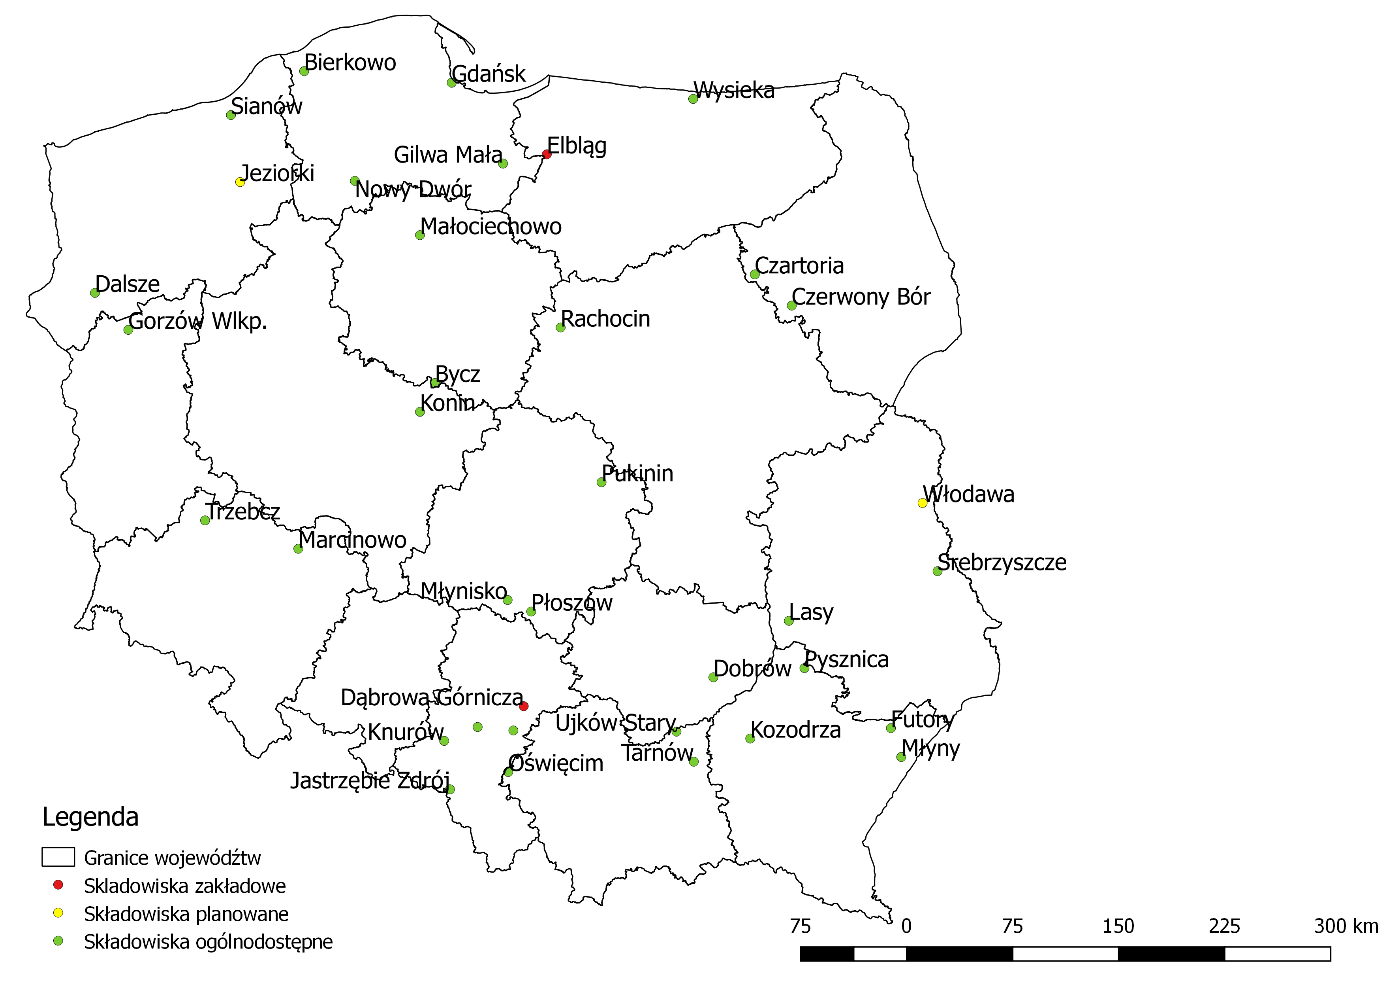 Bierkowo
Gdańsk
Wysieka
Sianów
Elbląg
Gilwa Mała
Jeziorki
Nowy Dwór
Małociechowo
Czartoria
Dalsze
Czerwony Bór
Gorzów Wlkp.
Rachocin
Bycz
Konin
Pukinin
Włodawa
Trzebcz
Marcinowo
Srebrzyszcze
Młynisko
Płoszów
Lasy
Pysznica
Dobrów
Dąbrowa Górnicza
Ujków Stary
Futory
Knurów
Kozodrza
Tarnów
Młyny
Oświęcim
Jastrzębie Zdrój
Legenda
Granice wojewódźtw
Skladowiska zakładowe
Składowiska planowane
Składowiska ogólnodostępne
75 0 75 150 225 300 km